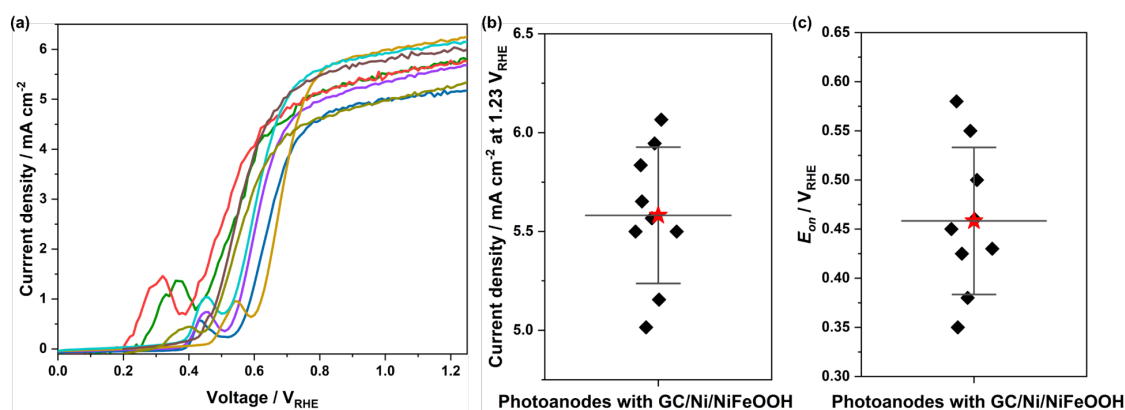 (a)
Currrent density / mA cm-2
6
5
4
3
2
1
0
0.0 0.2 0.4 0.6 0.8 1.0 1.2
Voltage / VRHE
(b)
Current density / mA cm-2 at 1.23 VRHE
6.5
6.0
5.5
5.0
Photoanodes with GC/Ni/NiFeOOH
(c)
Eon / VRHE
0.60
0.55
0.50
0.45
0.40
0.35
0.30
Photoanodes with GC/Ni/NiFeOOH